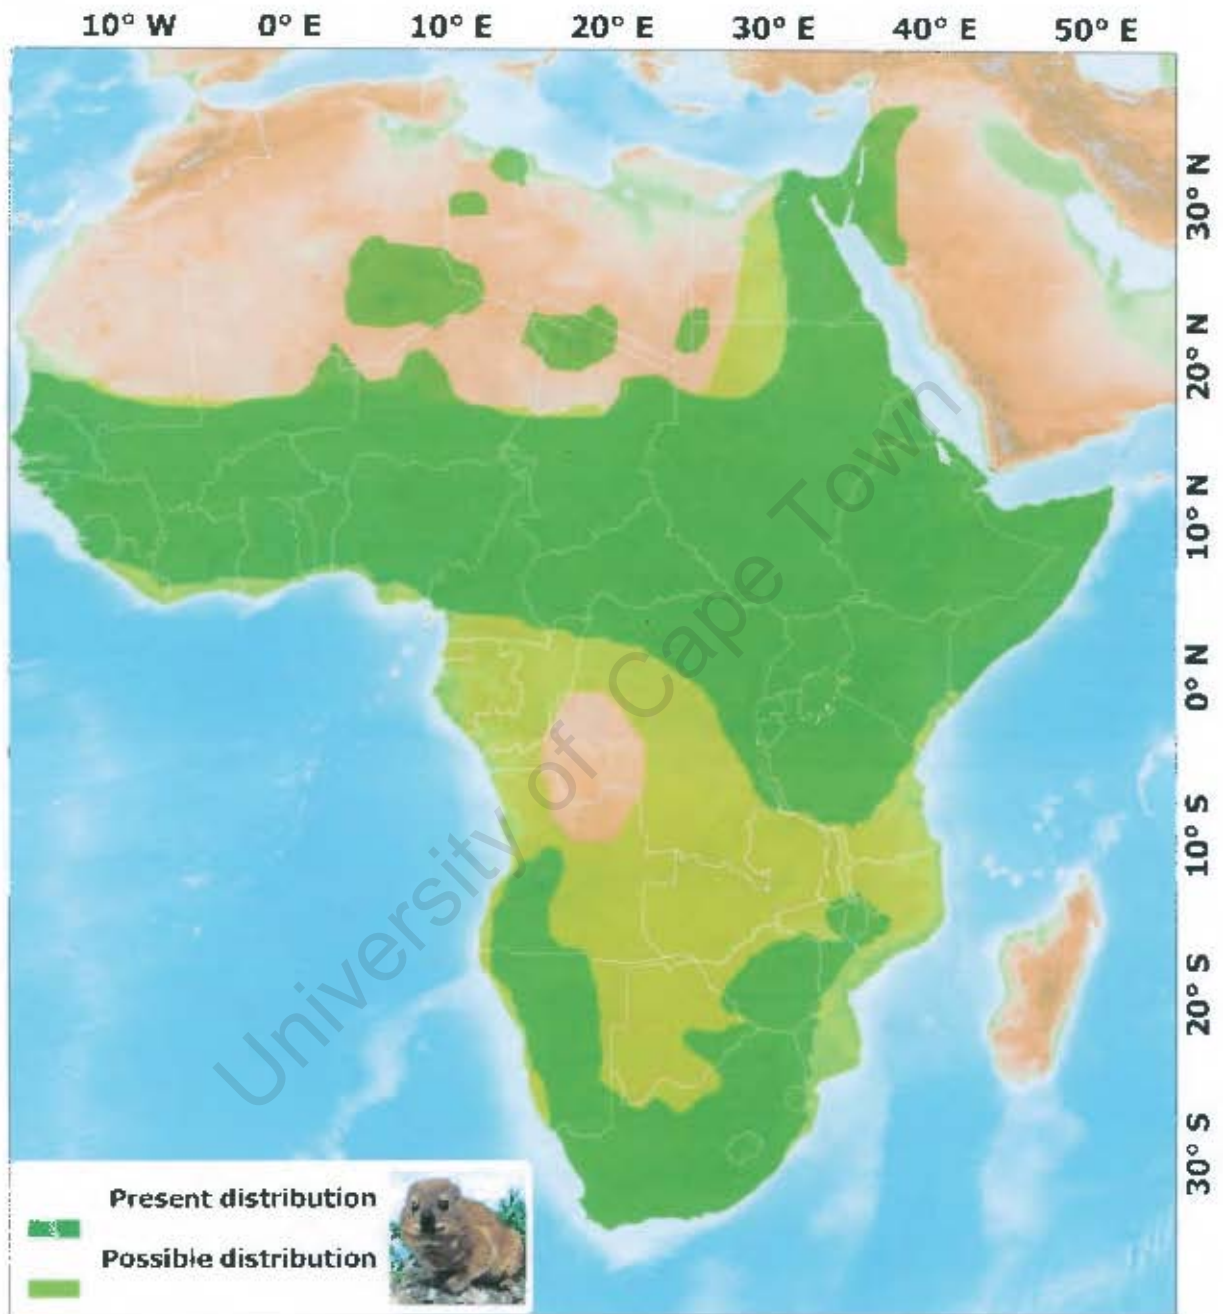 10° W 0° E 10° E 20° E 30° E 40° E 50° E
30° N
20° N
10° N
0° N
10° S
20° S
30° S
University of Cape Town
Present distribution
Possible distribution